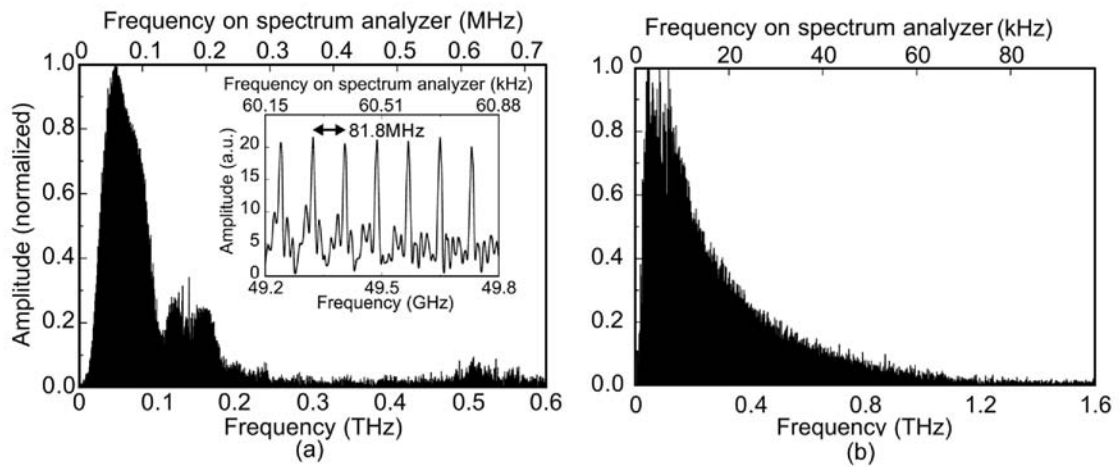 Frequency on spectrum analyzer (MHz)
0 0.1 0.2 0.3 0.4 0.5 0.6 0.7
Amplitude (normalized)
1.0
0.8
0.6
0.4
0.2
0.0
Frequency on spectrum analyzer (kHz)
60.15 60.51 60.88
81.8MHz
Amplitude (a.u.)
20
15
10
5
0
49.2 49.5 49.8
Frequency (GHz)
0 0.1 0.2 0.3 0.4 0.5 0.6
Frequency (THz)
(a)
Frequency on spectrum analyzer (kHz)
0 20 40 60 80
1.0
0.8
0.6
0.4
0.2
0.0
0 0.4 0.8 1.2 1.6
Frequency (THz)
(b)